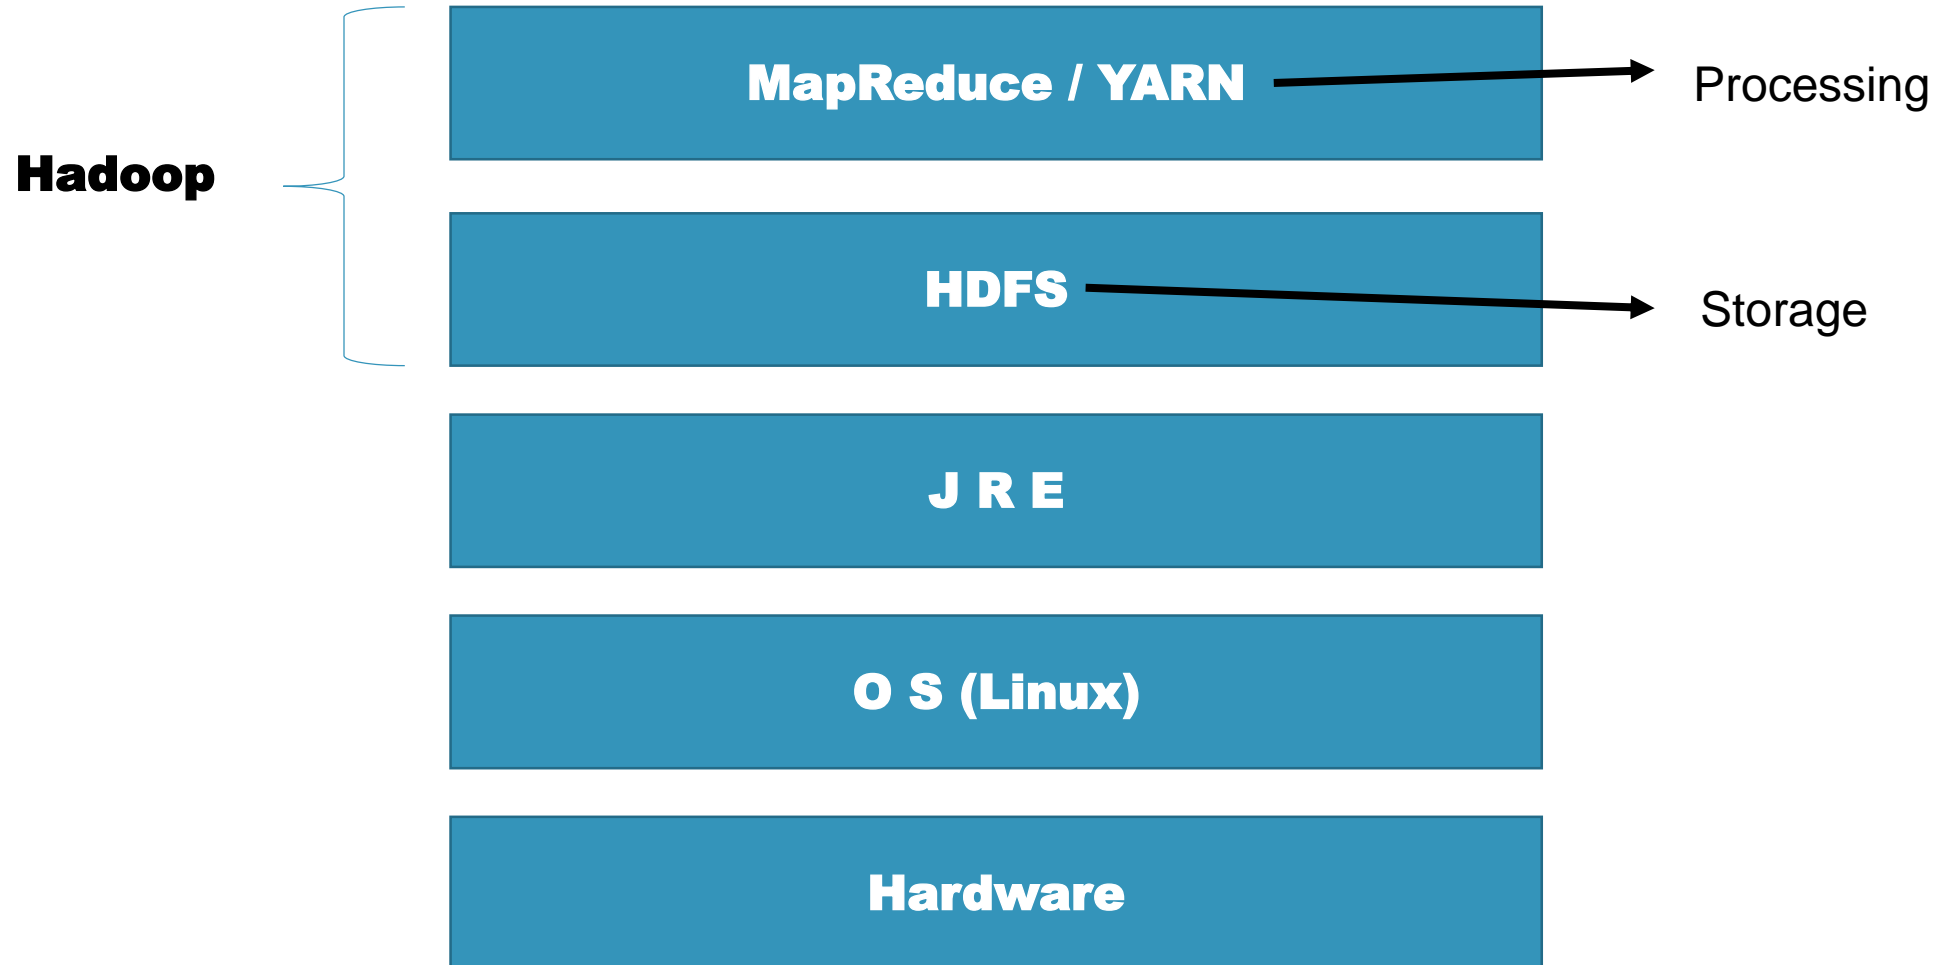 MapReduce / YARN
Processing
Hadoop
HDFS
Storage
J R E
O S (Linux)
Hardware